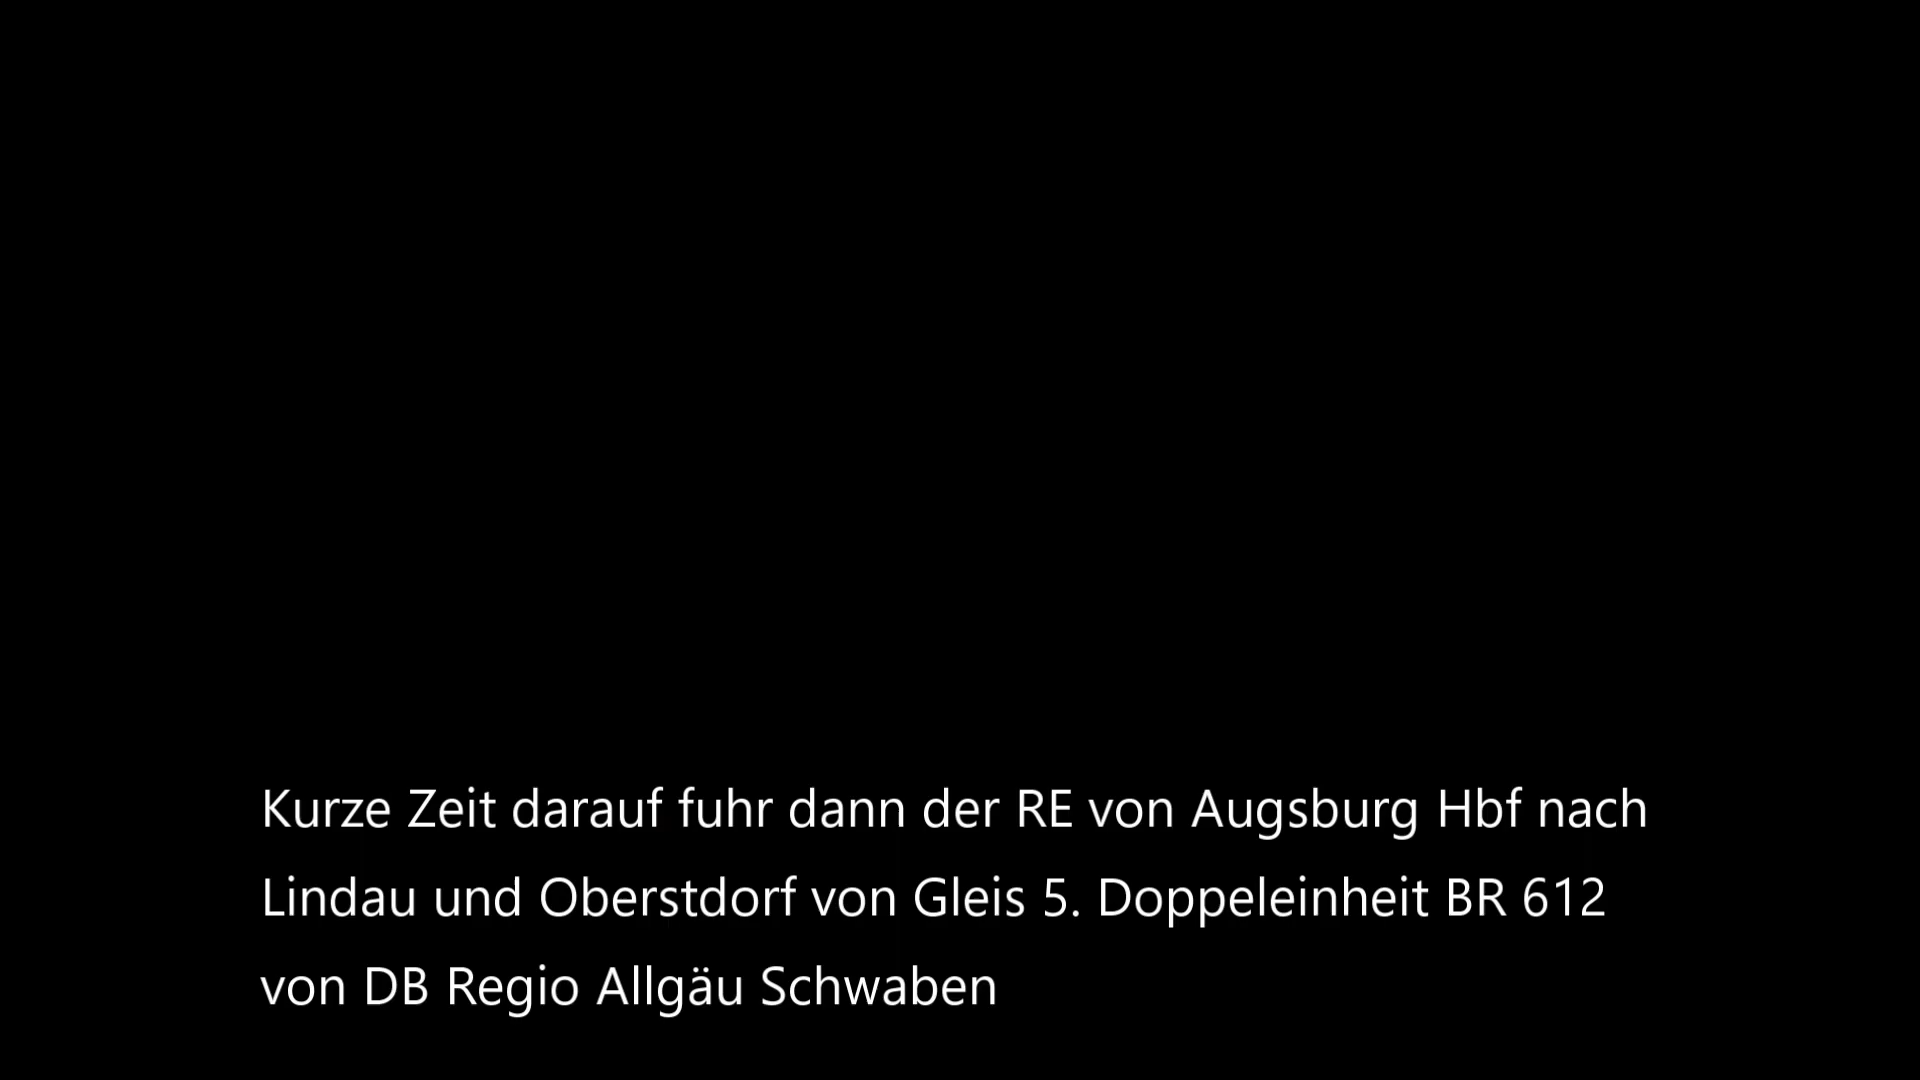 Kurze Zeit darauf fuhr dann der RE von Augsburg Hbf nach
Lindau und Oberstdorf von Gleis 5. Doppeleinheit BR 612
von DB Regio Allgäu Schwaben